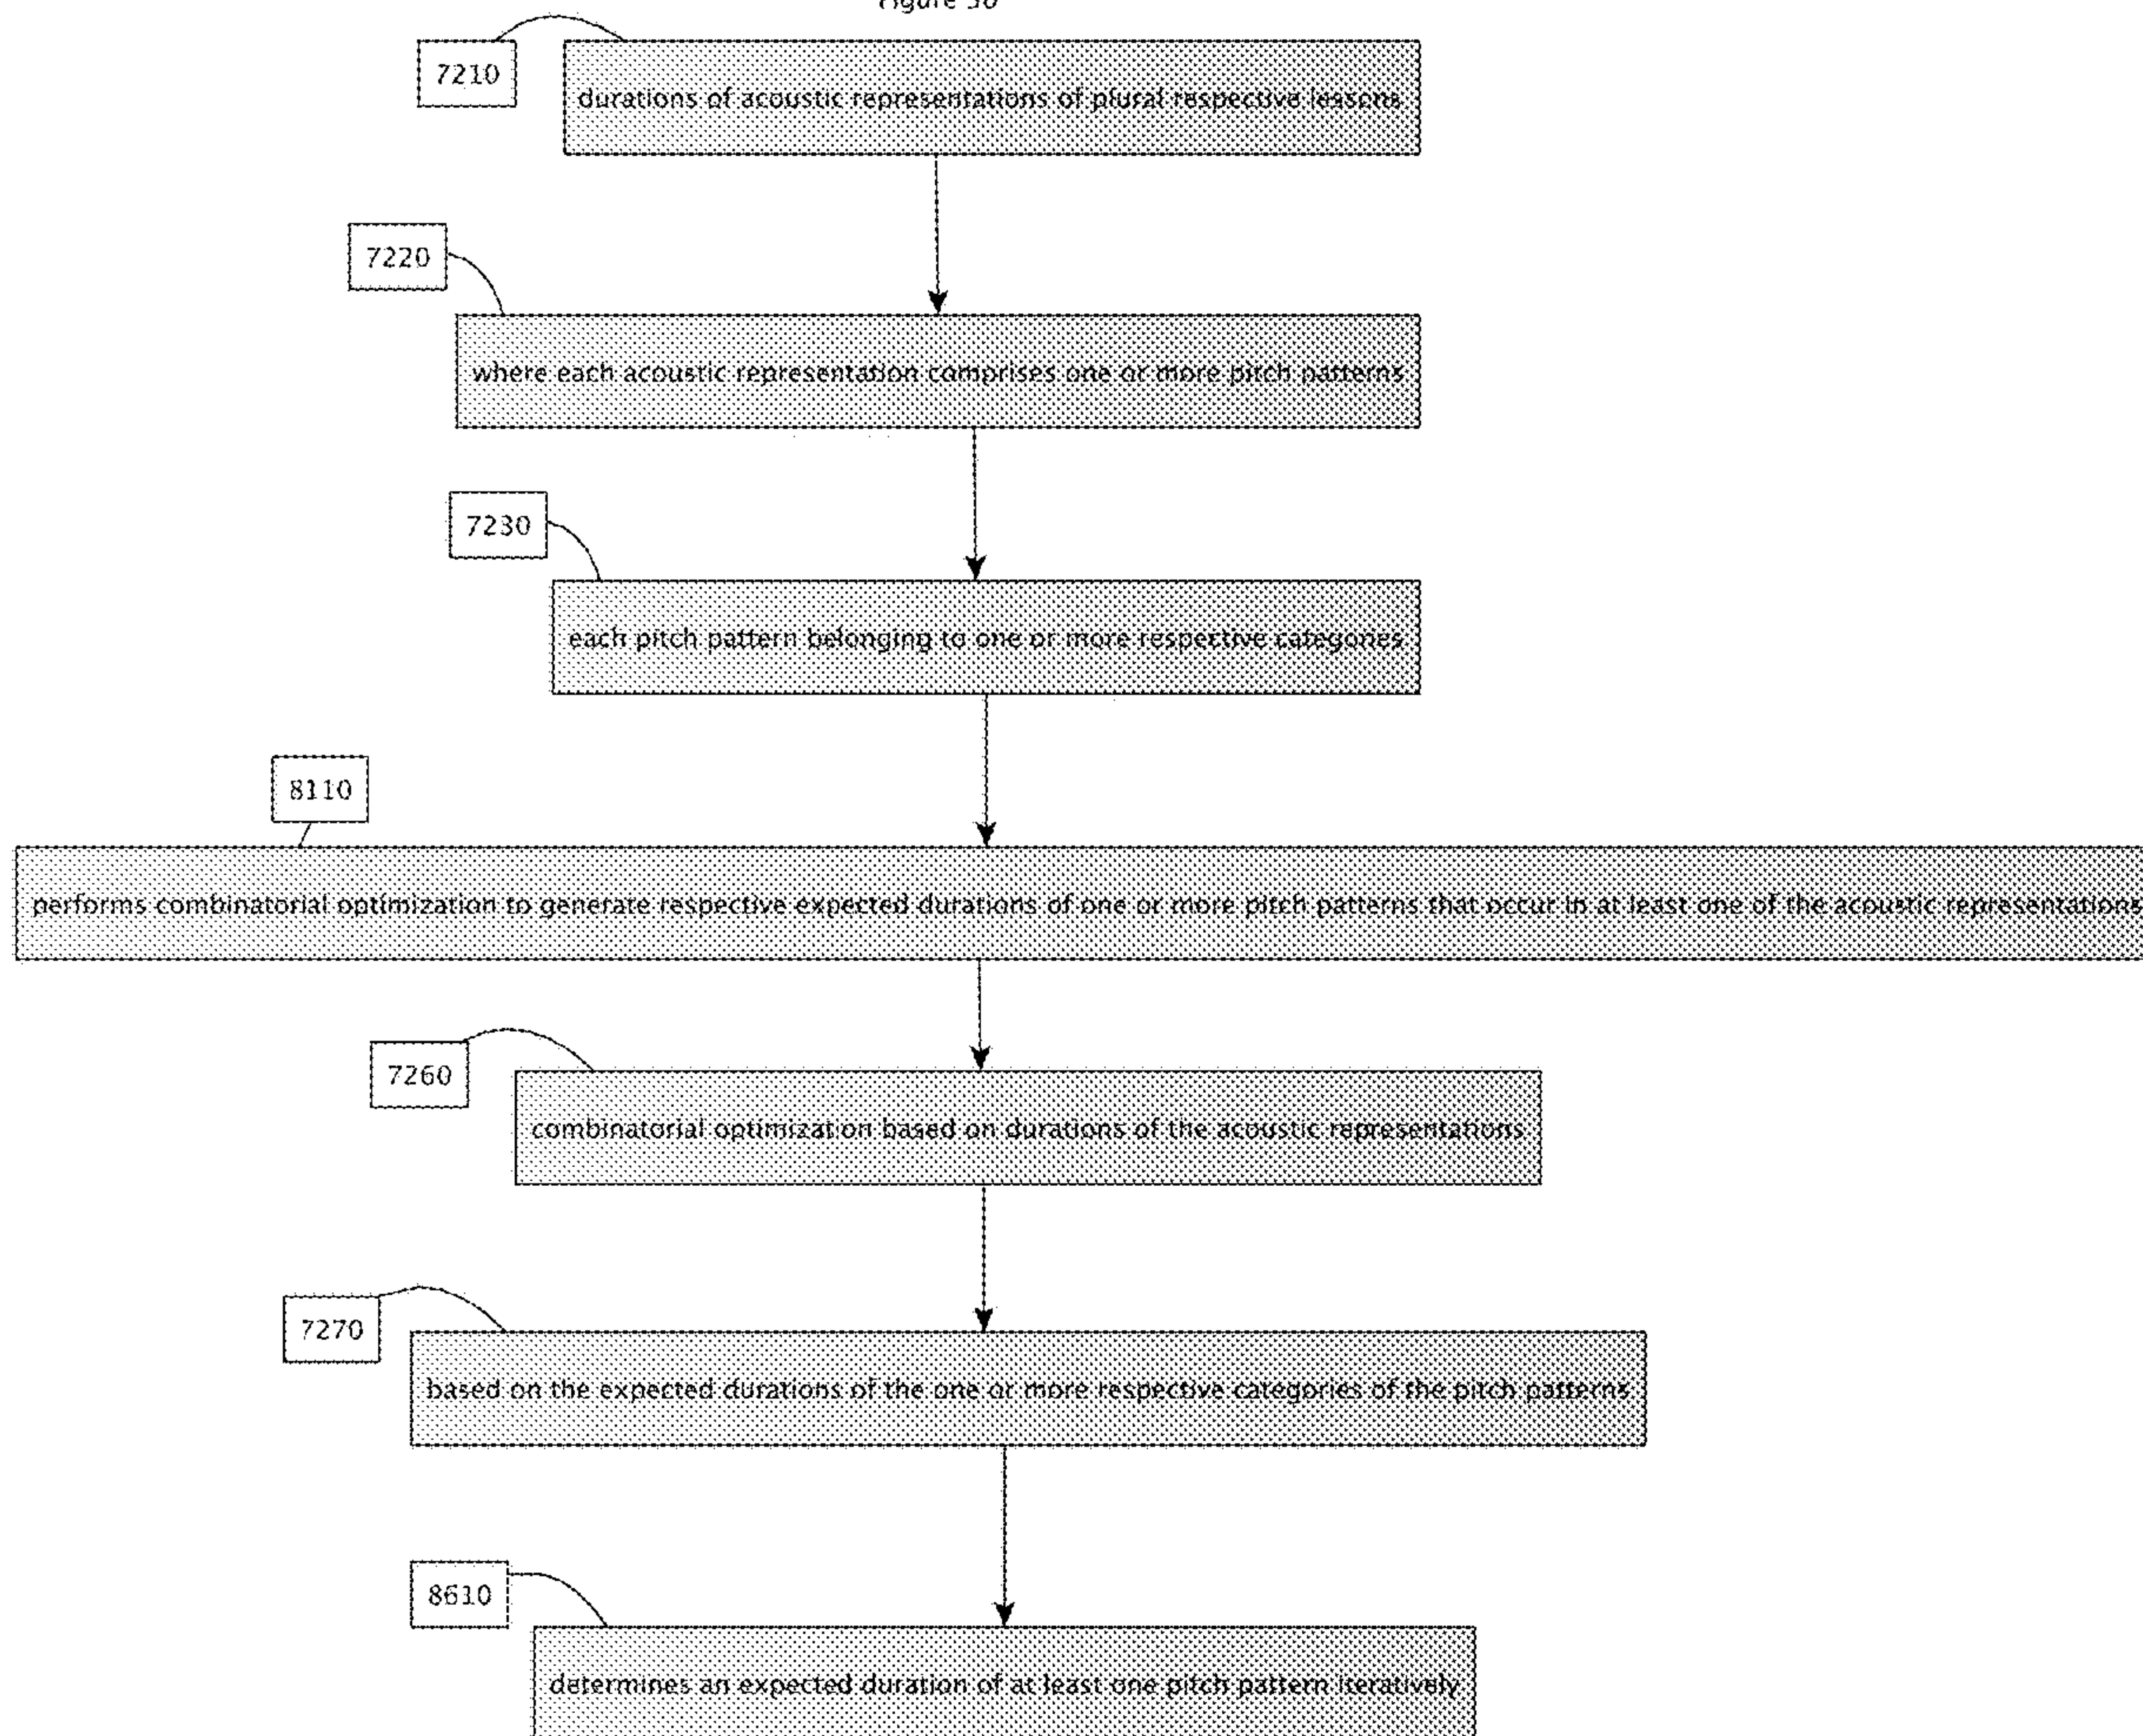 Figure
7210
durations of acoustic representations of plural respective lessons
7220
where each acoustic representation comprises one or more pitch patterns
7230
each pitch pattern belonging to one or more respective categories
8110
performs combinatorial optimization to generate respective expected durations of one or more pitch patterns that occur in at least one of the acoustic representations
7260
combinatorial optimization based on durations of the acoustic representations
7270
based on the expected durations of the one or more respective categories of the pitch patterns
8610
determines an expected duration of at least one pitch pattern iteratively